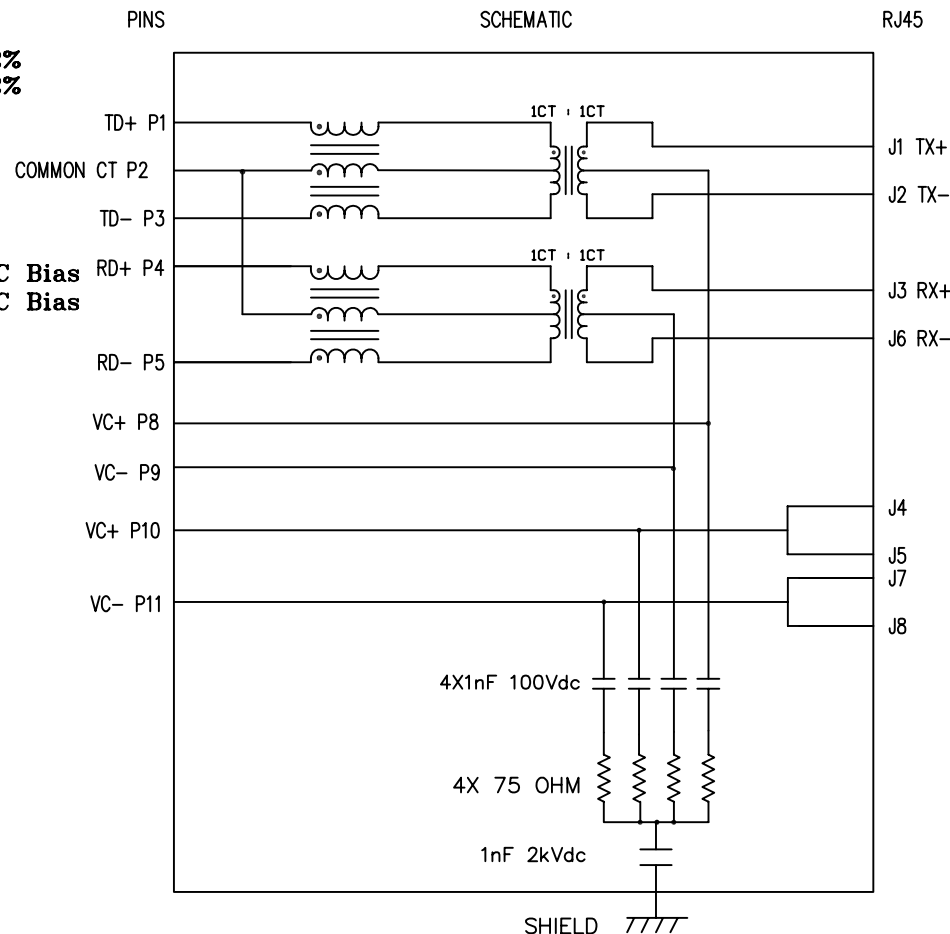 PINS SCHEMATIC RJ45
%
%
1CT : 1CT
TD+ P1
J1 TX+
COMMON CT P2
J2 TX-
TD- P3
1CT : 1CT
C Bias RD+ P4
J3 RX+
C Bias
J6 RX-
RD- P5
VC+ P8
VC- P9
J4
VC+ P10
J5
J7
VC- P11
J8
4X1nF 100Vdc
4X 75 OHM
1nF 2kVdc
SHIELD